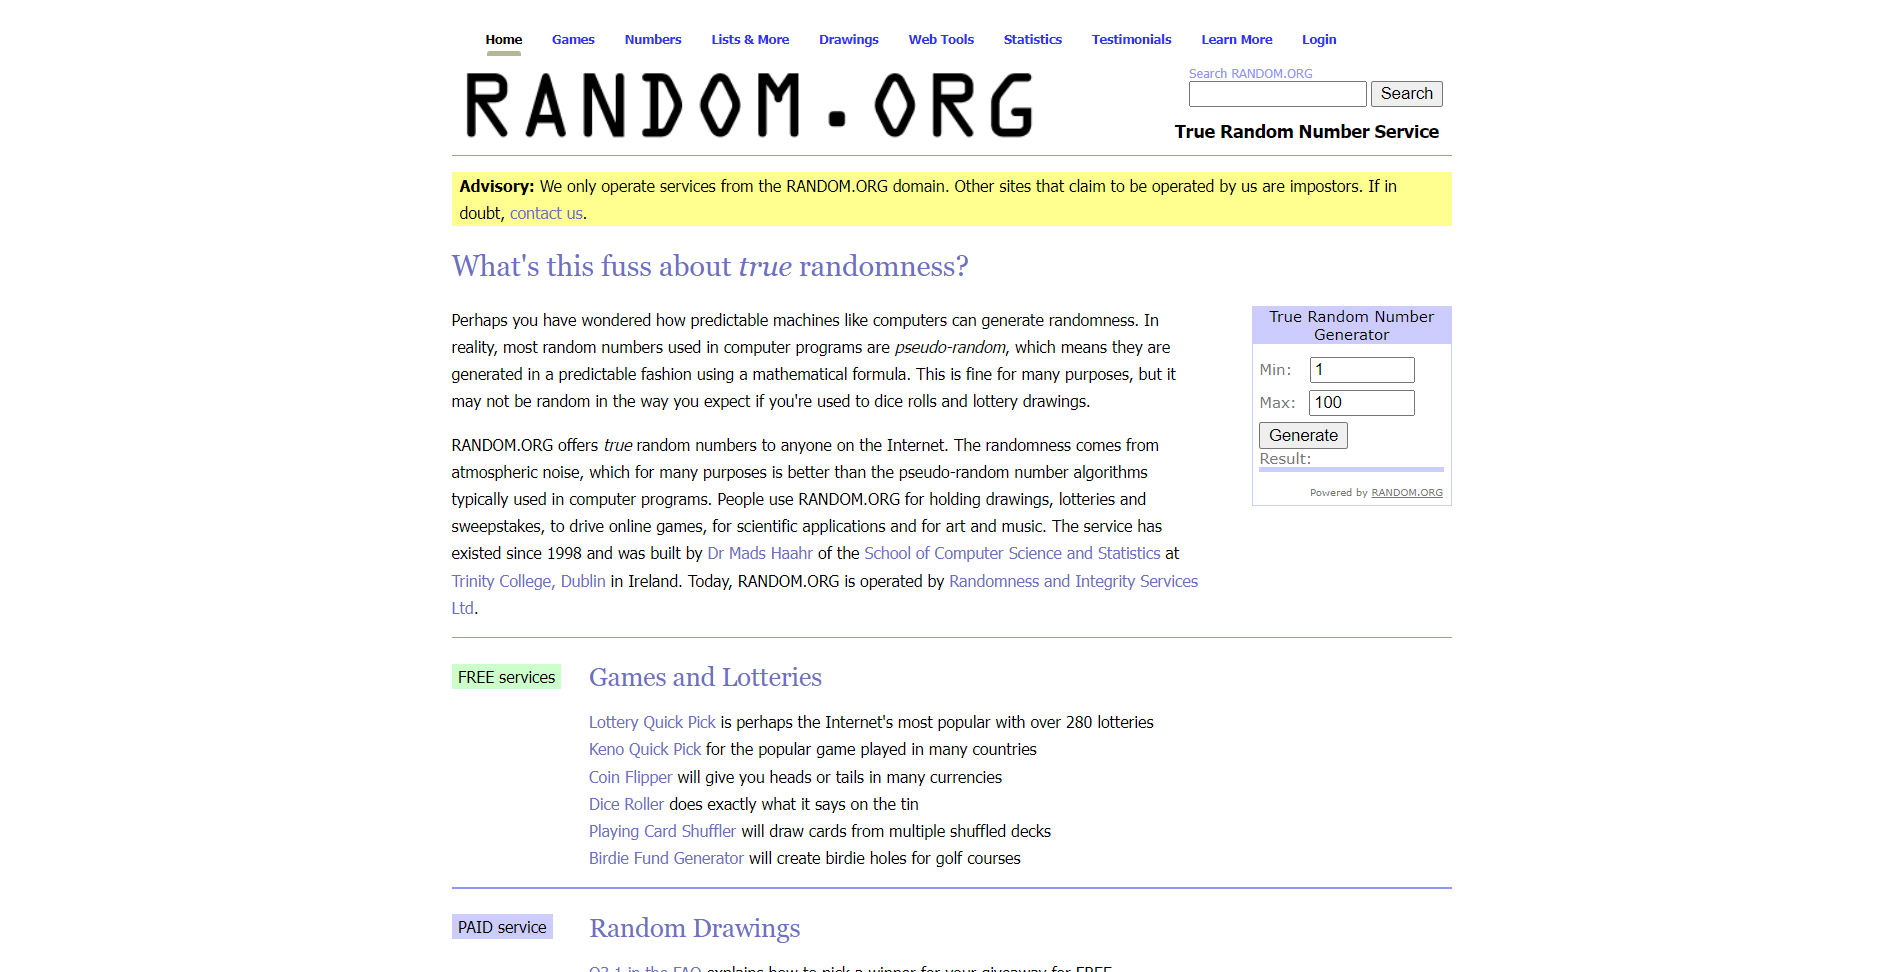 Home Games Numbers Lists & More Drawings Web Tools Statistics Testimonials Learn More Login
RANDOM.ORG
Search RANDOM.ORG
Search
True Random Number Service
Advisory: We only operate services from the RANDOM.ORG domain. Other sites that claim to be operated by us are impostors. If in
doubt, contact us.
What's this fuss about true randomness?
Perhaps you have wondered how predictable machines like computers can generate randomness. In
reality, most random numbers used in computer programs are pseudo-random, which means they are
generated in a predictable fashion using a mathematical formula. This is fine for many purposes, but it
may not be random in the way you expect if you're used to dice rolls and lottery drawings.
RANDOM.ORG offers true random numbers to anyone on the Internet. The randomness comes from
atmospheric noise, which for many purposes is better than the pseudo-random number algorithms
typically used in computer programs. People use RANDOM.ORG for holding drawings, lotteries and
sweepstakes, to drive online games, for scientific applications and for art and music. The service has
existed since 1998 and was built by Dr Mads Haahr of the School of Computer Science and Statistics at
Trinity College, Dublin in Ireland. Today, RANDOM.ORG is operated by Randomness and Integrity Services
Ltd.
True Random Number
Generator
Min: 1
Max: 100
Generate
Result:
Powered by RANDOM.ORG
FREE services
Games and Lotteries
Lottery Quick Pick is perhaps the Internet's most popular with over 280 lotteries
Keno Quick Pick for the popular game played in many countries
Coin Flipper will give you heads or tails in many currencies
Dice Roller does exactly what it says on the tin
Playing Card Shuffler will draw cards from multiple shuffled decks
Birdie Fund Generator will create birdie holes for golf courses
PAID service
Random Drawings
Q3.1 in the FAQ explains how to pick a winner for your giveaway for FREE